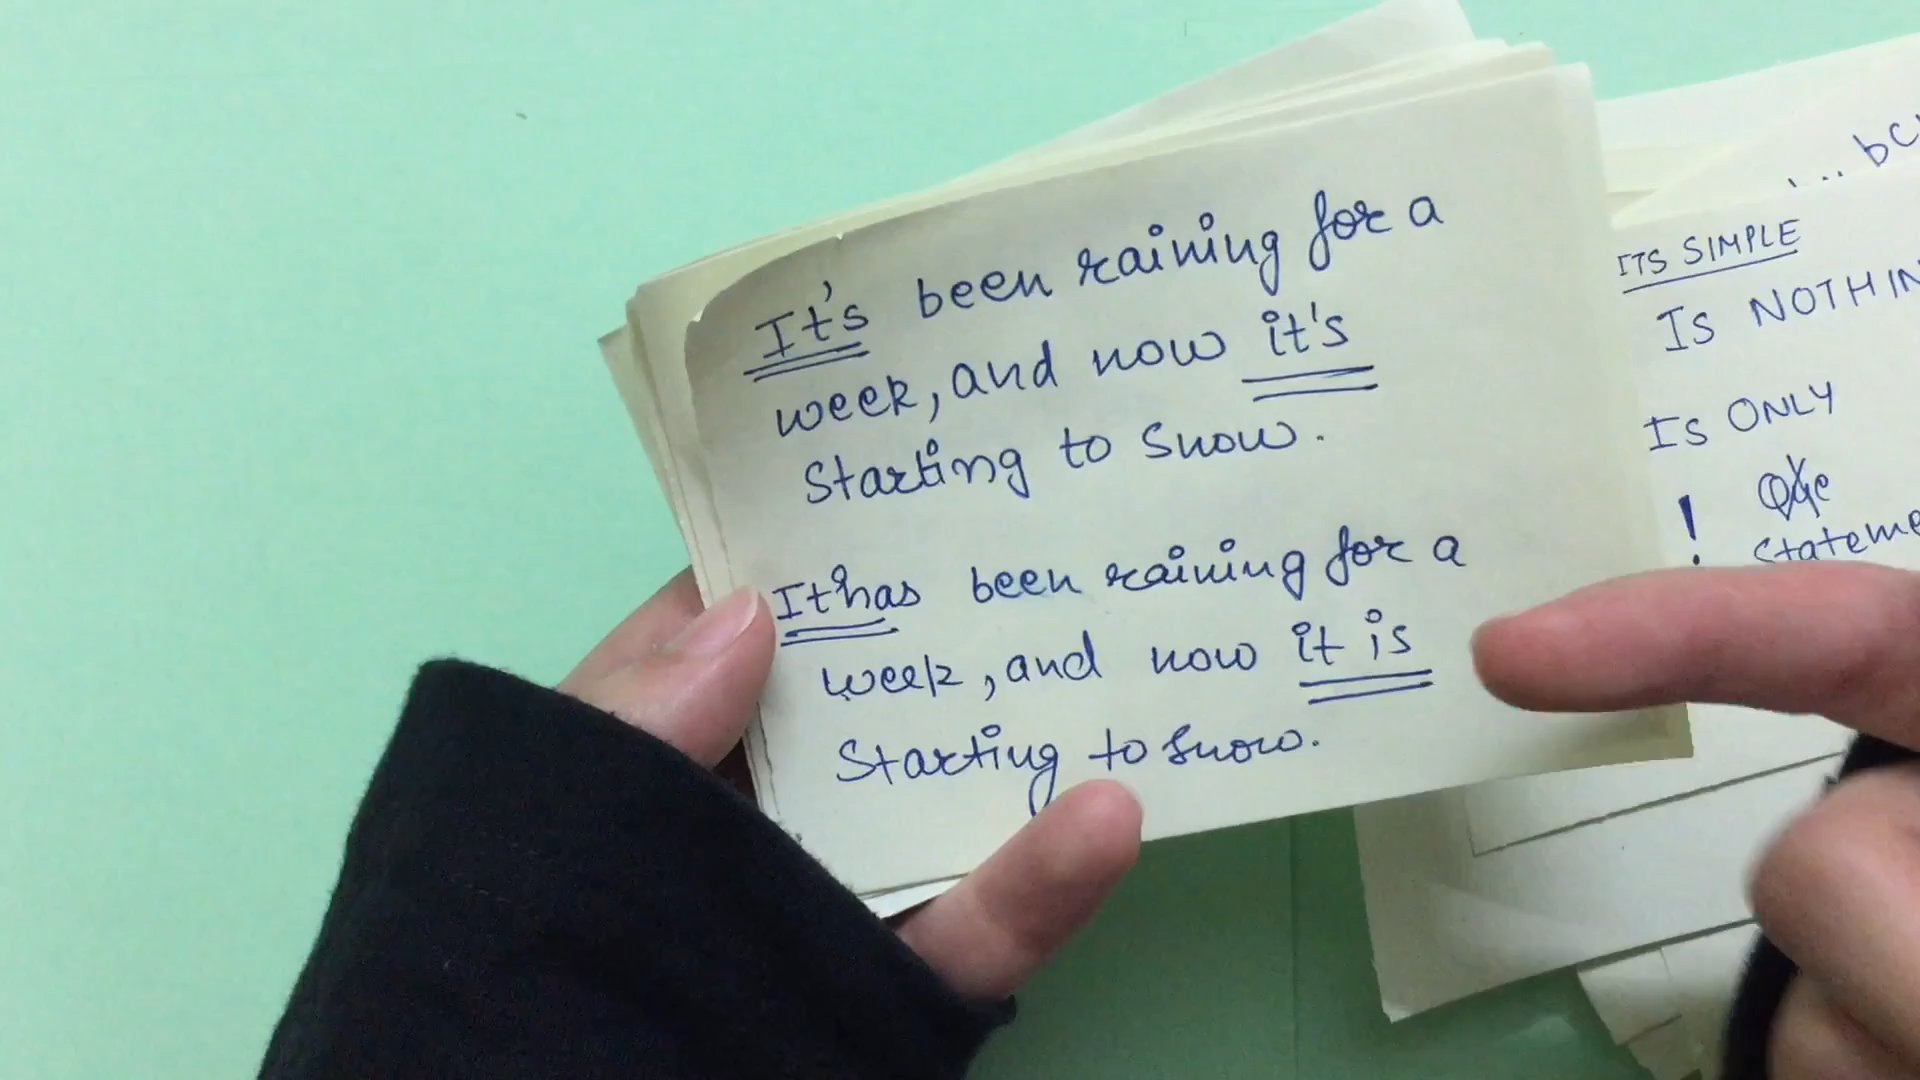 It's been raining for a
week, and now it's
starting to snow.
It has been raining for a
week, and now it is
starting to snow.
ITS SIMPLE
IS NOTHIN
IS ONLY
!
Stateme